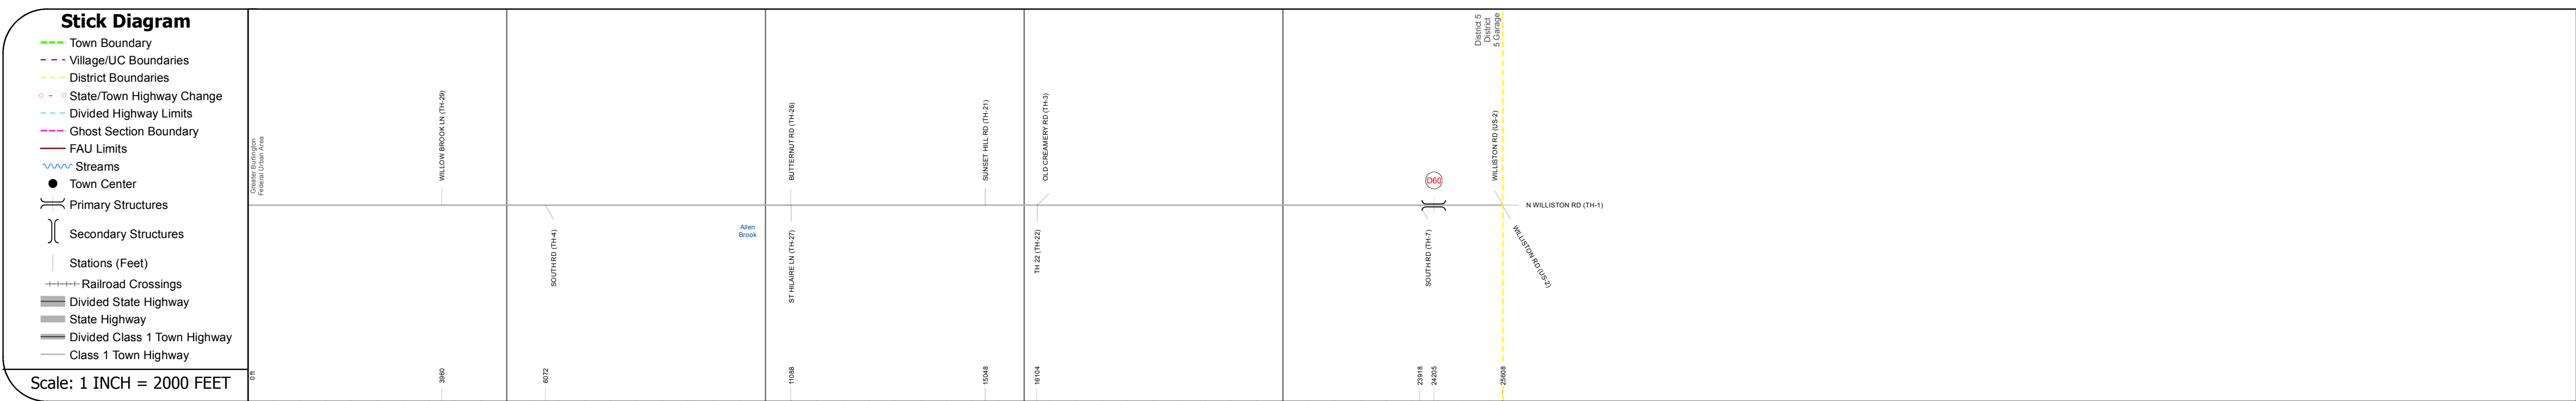 Stick Diagram
Town Boundary
Village/UC Boundaries
District Boundaries
State/Town Highway Change
Divided Highway Limits
Ghost Section Boundary
FAU Limits
Streams
Town Center
Primary Structures
Secondary Structures
Stations (Feet)
Railroad Crossings
Divided State Highway
State Highway
Divided Class 1 Town Highway
Class 1 Town Highway
Scale: 1 INCH = 2000 FEET
Greater Burlington
Federal Urban Area
WILLOW BROOK LN (TH-29)
BUTTERNUT RD (TH-26)
SUNSET HILL RD (TH-21)
OLD CREAMERY RD (TH-3)
District 5
District
5 Garage
WILLISTON RD (US-2)
D60
N WILLISTON RD (TH-1)
SOUTH RD (TH-4)
Allen
Brook
ST HILAIRE LN (TH-27)
TH 22 (TH-22)
SOUTH RD (TH-7)
WILLISTON RD (US-2)
0 ft
3960
6072
11088
15048
16104
23918
24205
25608